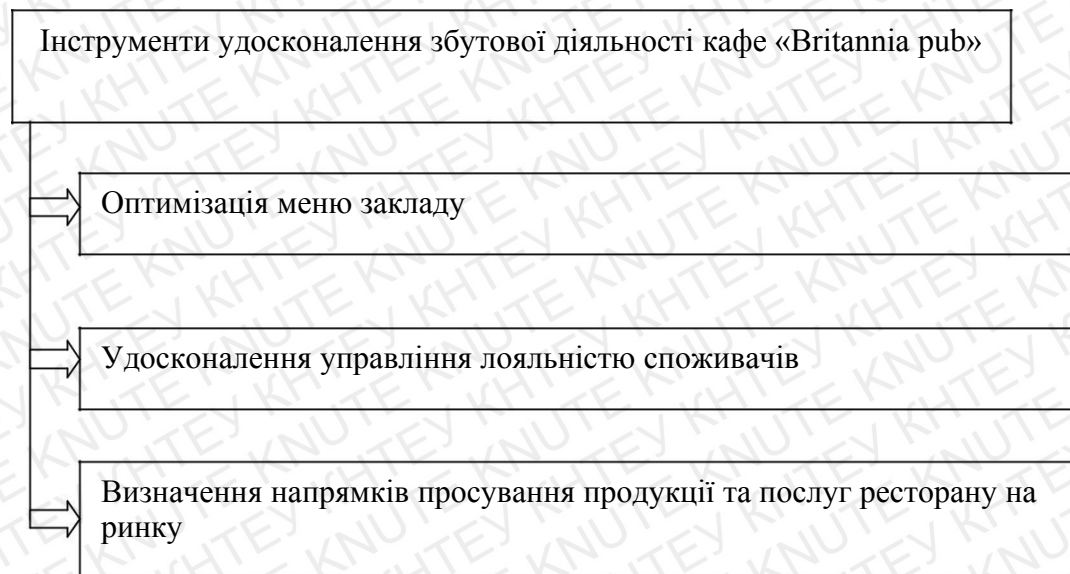 Інструменти удосконалення збутової діяльності кафе «Britannia pub»
Оптимізація меню закладу
Удосконалення управління лояльністю споживачів
Визначення напрямків просування продукції та послуг ресторану на
ринку